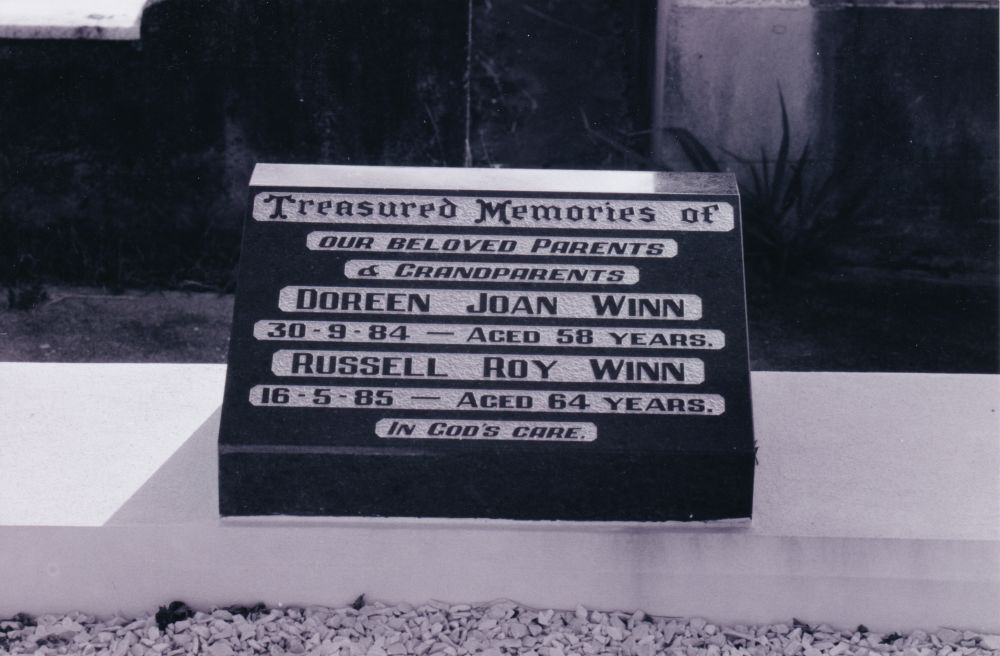 Treasured Memories of
OUR BELOVED PARENTS
& GRANDPARENTS
DOREEN JOAN WINN
30-9-84 — AGED 58 YEARS.
RUSSELL ROY WINN
16-5-85 — AGED 64 YEARS.
IN GOD'S CARE.